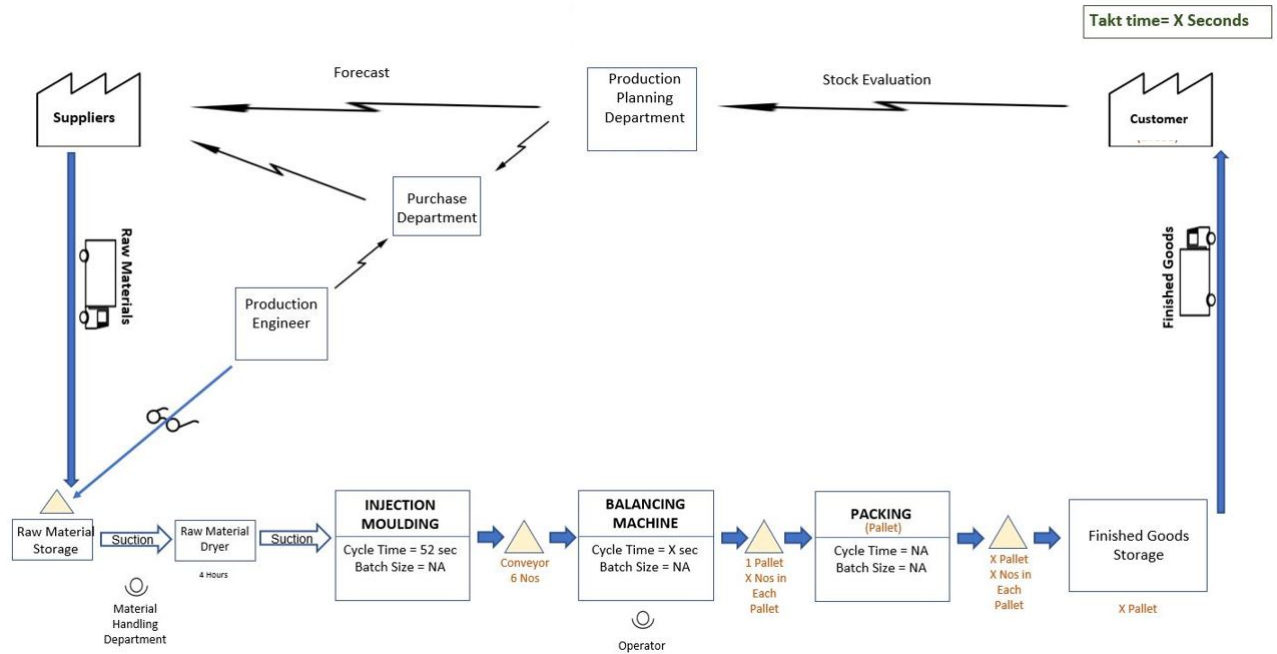 Takt time= X Seconds
Forecast
Production
Planning
Department
Stock Evaluation
Suppliers
Customer
Purchase
Department
Raw Materials
Finished Goods
Production
Engineer
Raw Material
Storage
Suction
Raw Material
Dryer
4 Hours
Suction
INJECTION
MOULDING
Cycle Time = 52 sec
Batch Size = NA
Conveyor
6 Nos
BALANCING
MACHINE
Cycle Time = X sec
Batch Size = NA
1 Pallet
X Nos in
Each
Pallet
PACKING
(Pallet)
Cycle Time = NA
Batch Size = NA
X Pallet
X Nos in
Each
Pallet
Finished Goods
Storage
X Pallet
Material
Handling
Department
Operator